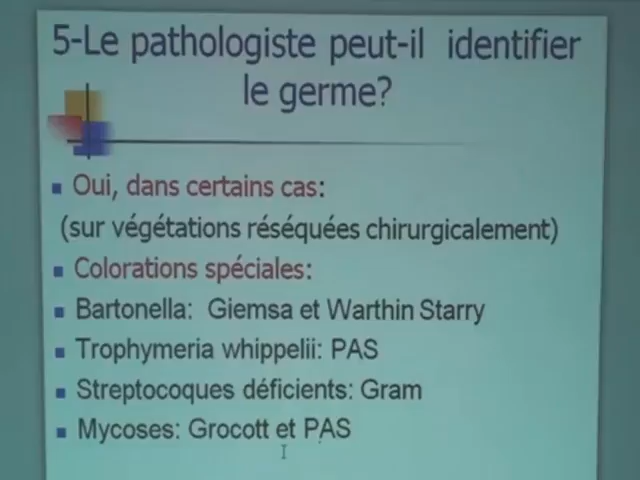 5-Le pathologiste peut-il identifier
le germe?
Oui, dans certains cas:
(sur végétations réséquées chirurgicalement)
Colorations spéciales:
Bartonella: Giemsa et Warthin Starry
Trophymeria whippelii: PAS
Streptocoques déficients: Gram
Mycoses: Grocott et PAS